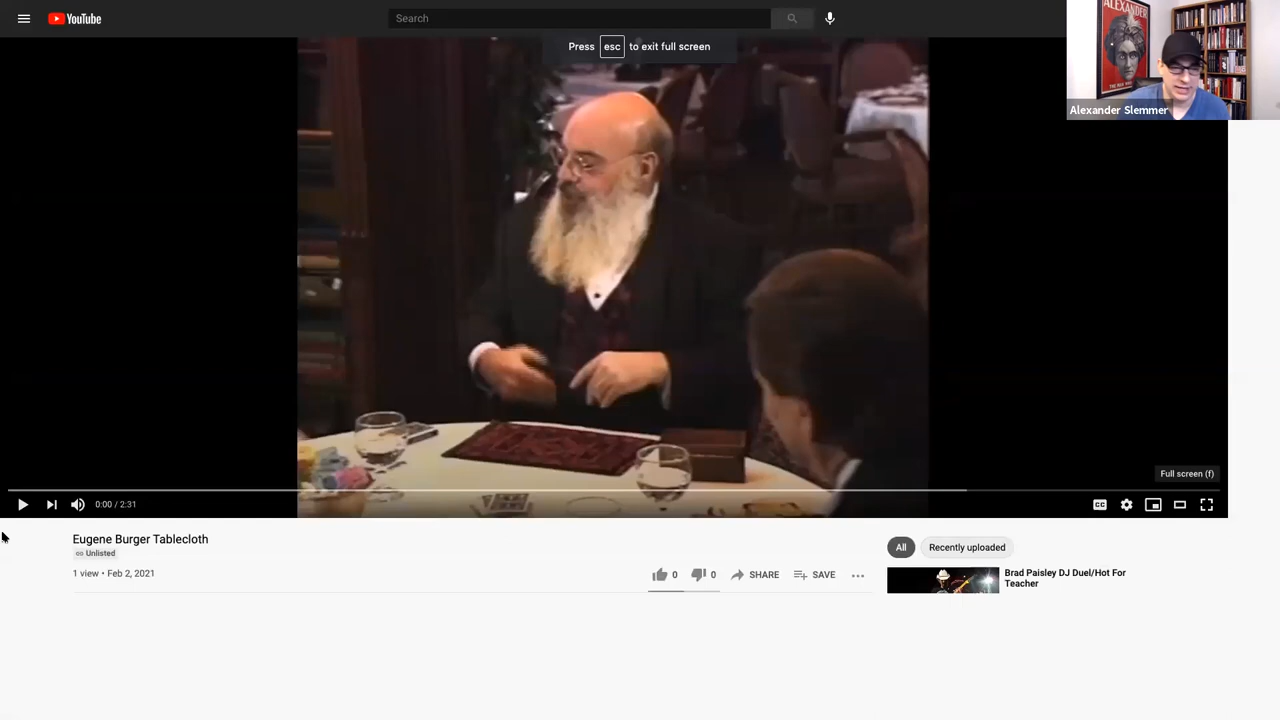 YouTube
Search
Press esc to exit full screen
ALEXANDER
Alexander Slemmer
Full screen (f)
0:00 / 2:31
CC
Eugene Burger Tablecloth
Unlisted
1 view • Feb 2, 2021
0
0
SHARE
SAVE
All
Recently uploaded
Brad Paisley DJ Duel/Hot For
Teacher